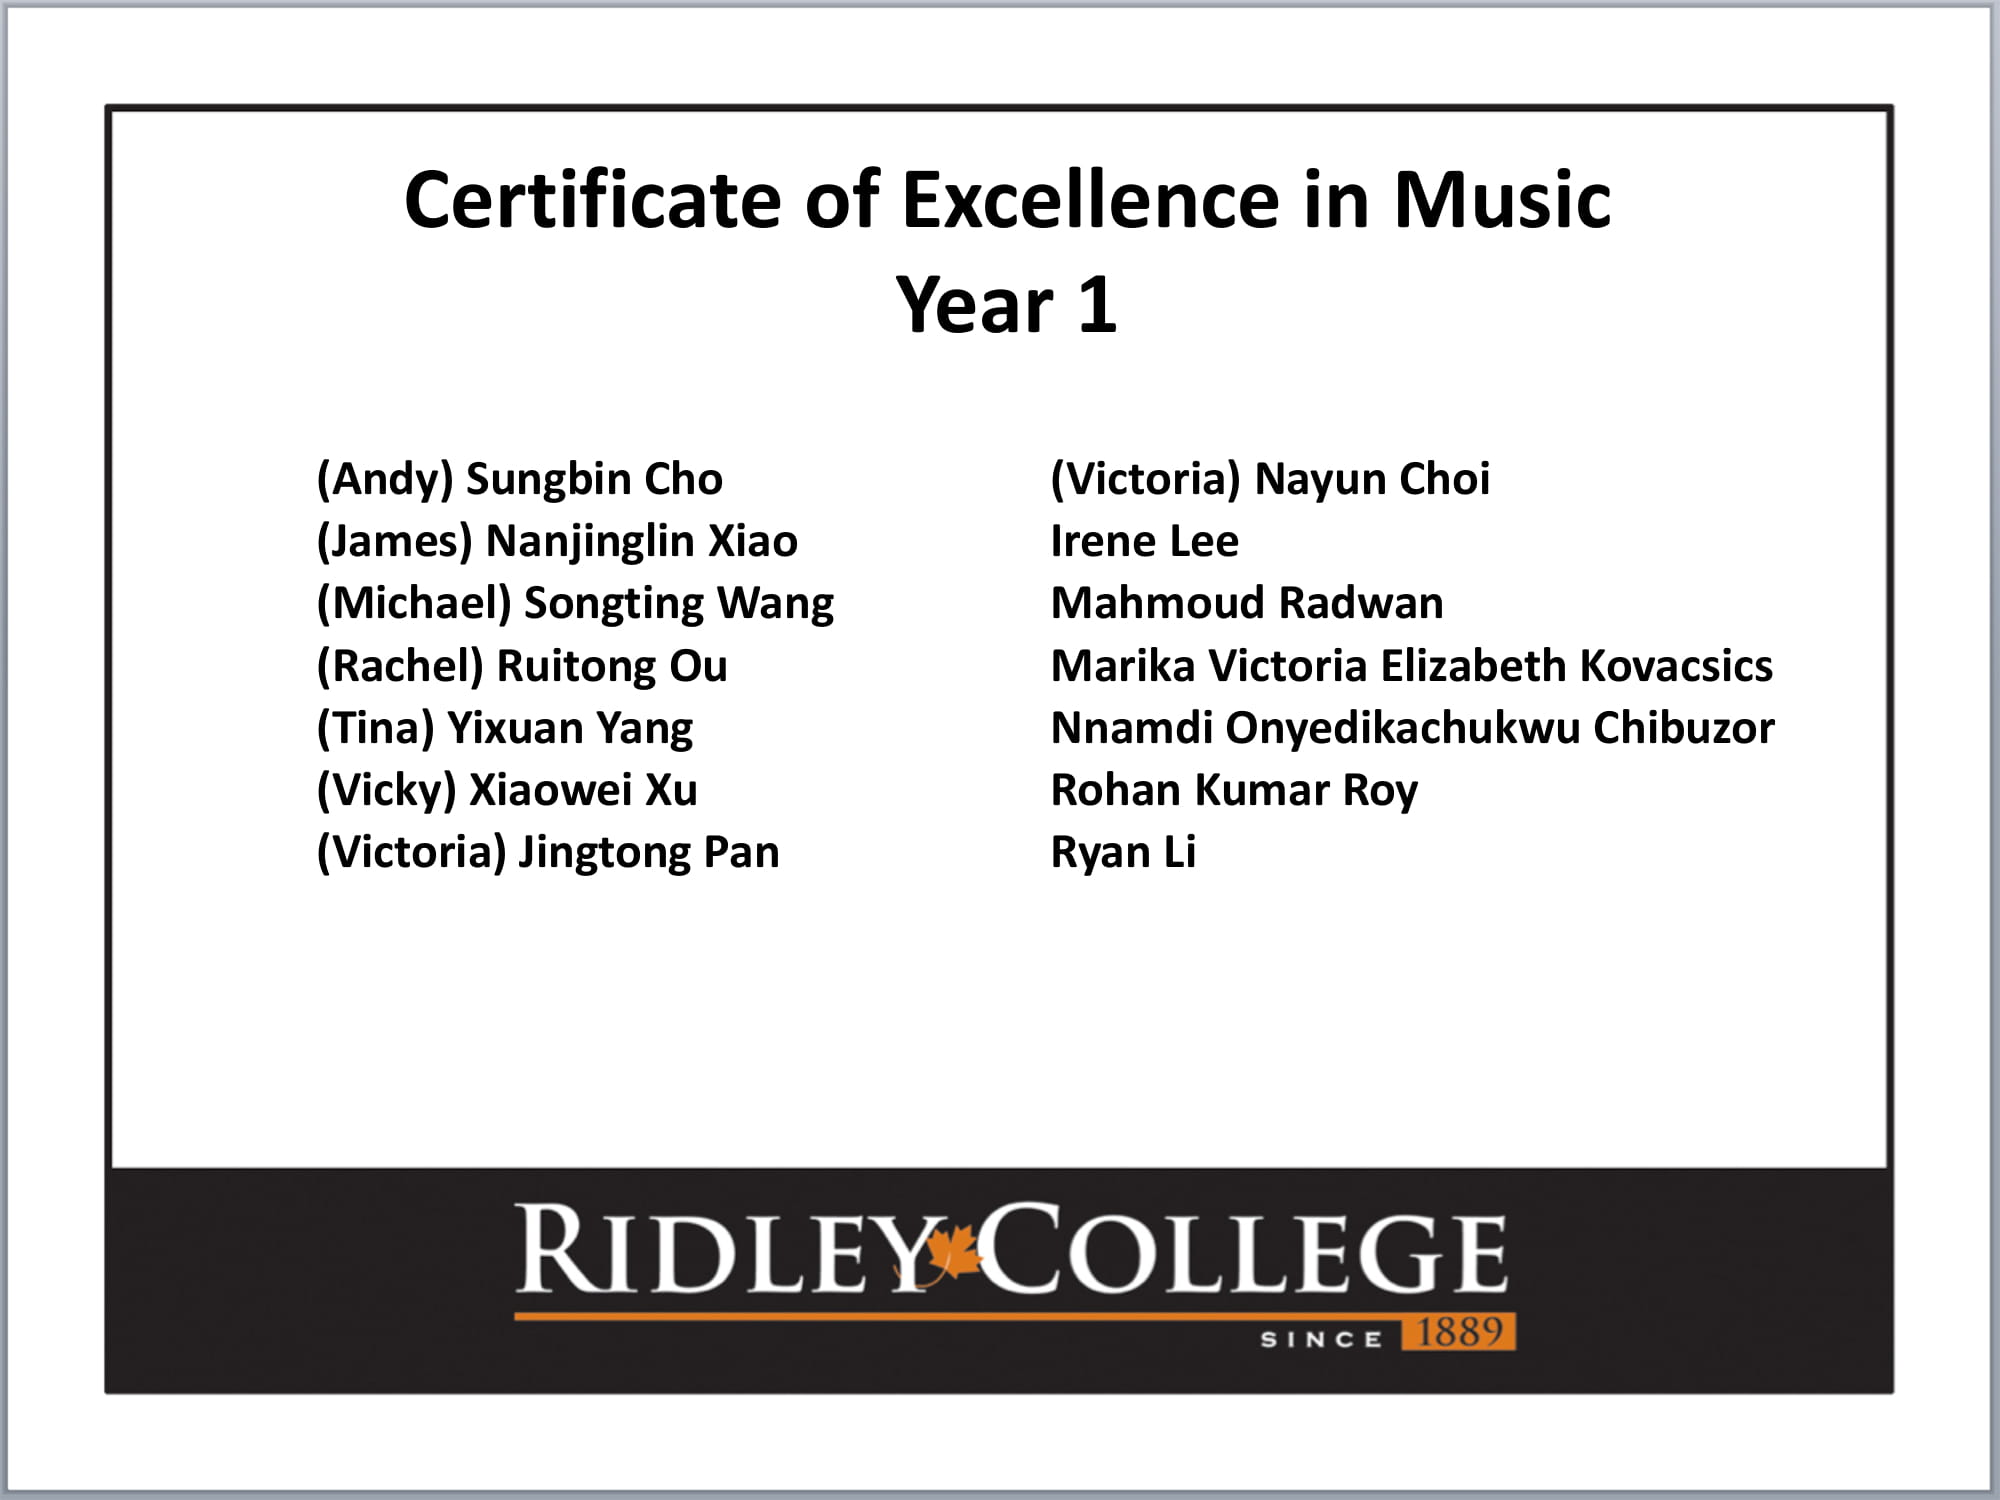 Certificate of Excellence in Music
Year 1
(Andy) Sungbin Cho
(James) Nanjinglin Xiao
(Michael) Songting Wang
(Rachel) Ruitong Ou
(Tina) Yixuan Yang
(Vicky) Xiaowei Xu
(Victoria) Jingtong Pan
(Victoria) Nayun Choi
Irene Lee
Mahmoud Radwan
Marika Victoria Elizabeth Kovacsics
Nnamdi Onyedikachukwu Chibuzor
Rohan Kumar Roy
Ryan Li
RIDLEY COLLEGE
SINCE 1889